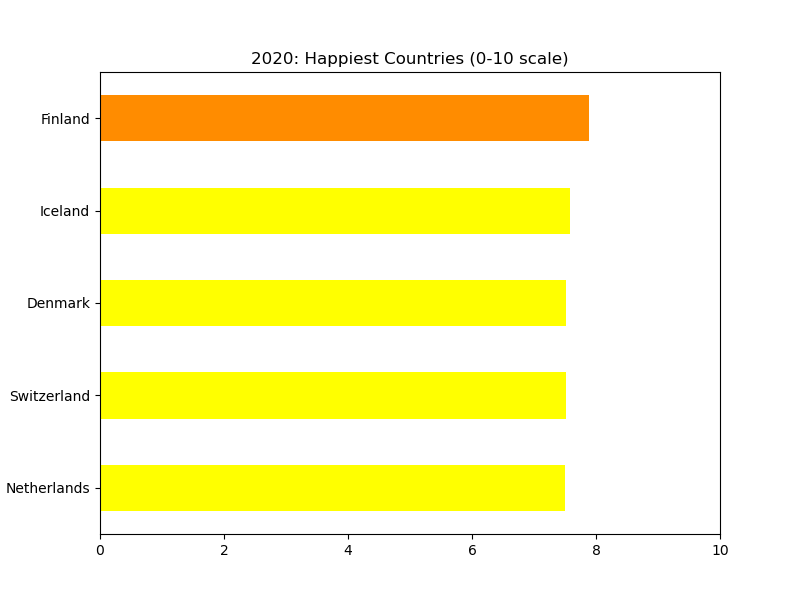 2020: Happiest Countries (0-10 scale)
Finland
Iceland
Denmark
Switzerland
Netherlands
0 2 4 6 8 10